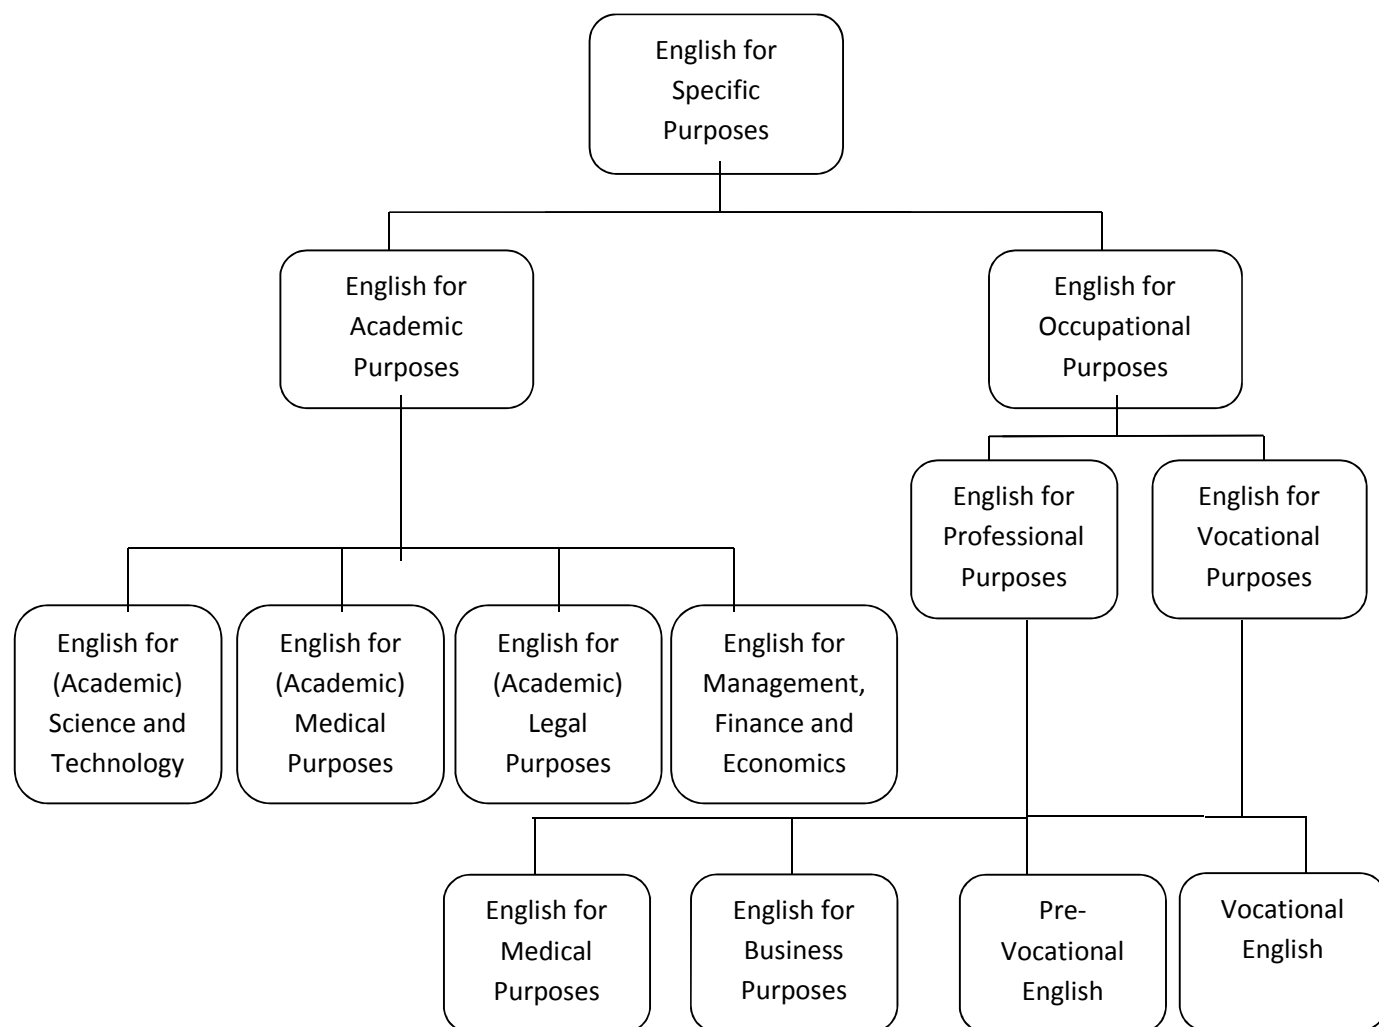 English for
Specific
Purposes
English for
Academic
Purposes
English for
Occupational
Purposes
English for
Professional
Purposes
English for
Vocational
Purposes
English for
(Academic)
Science and
Technology
English for
(Academic)
Medical
Purposes
English for
(Academic)
Legal
Purposes
English for
Management,
Finance and
Economics
English for
Medical
Purposes
English for
Business
Purposes
Pre-
Vocational
English
Vocational
English